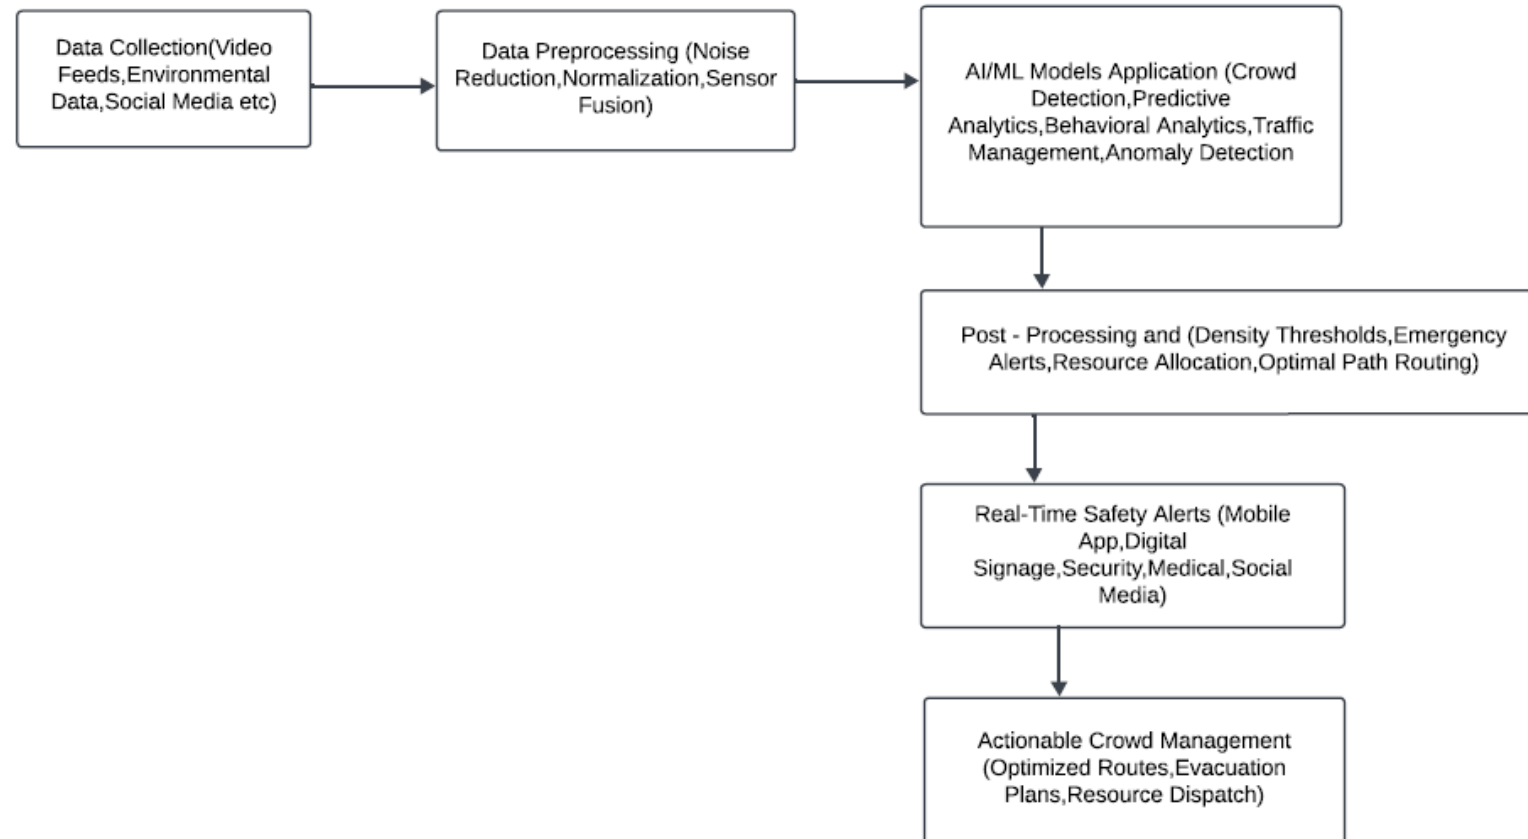 Data Collection(Video
Feeds,Environmental
Data,Social Media etc)
Data Preprocessing (Noise
Reduction,Normalization,Sensor
Fusion)
AI/ML Models Application (Crowd
Detection,Predictive
Analytics,Behavioral Analytics,Traffic
Management,Anomaly Detection
Post - Processing and (Density Thresholds,Emergency
Alerts,Resource Allocation,Optimal Path Routing)
Real-Time Safety Alerts (Mobile
App,Digital
Signage,Security,Medical,Social
Media)
Actionable Crowd Management
(Optimized Routes,Evacuation
Plans,Resource Dispatch)